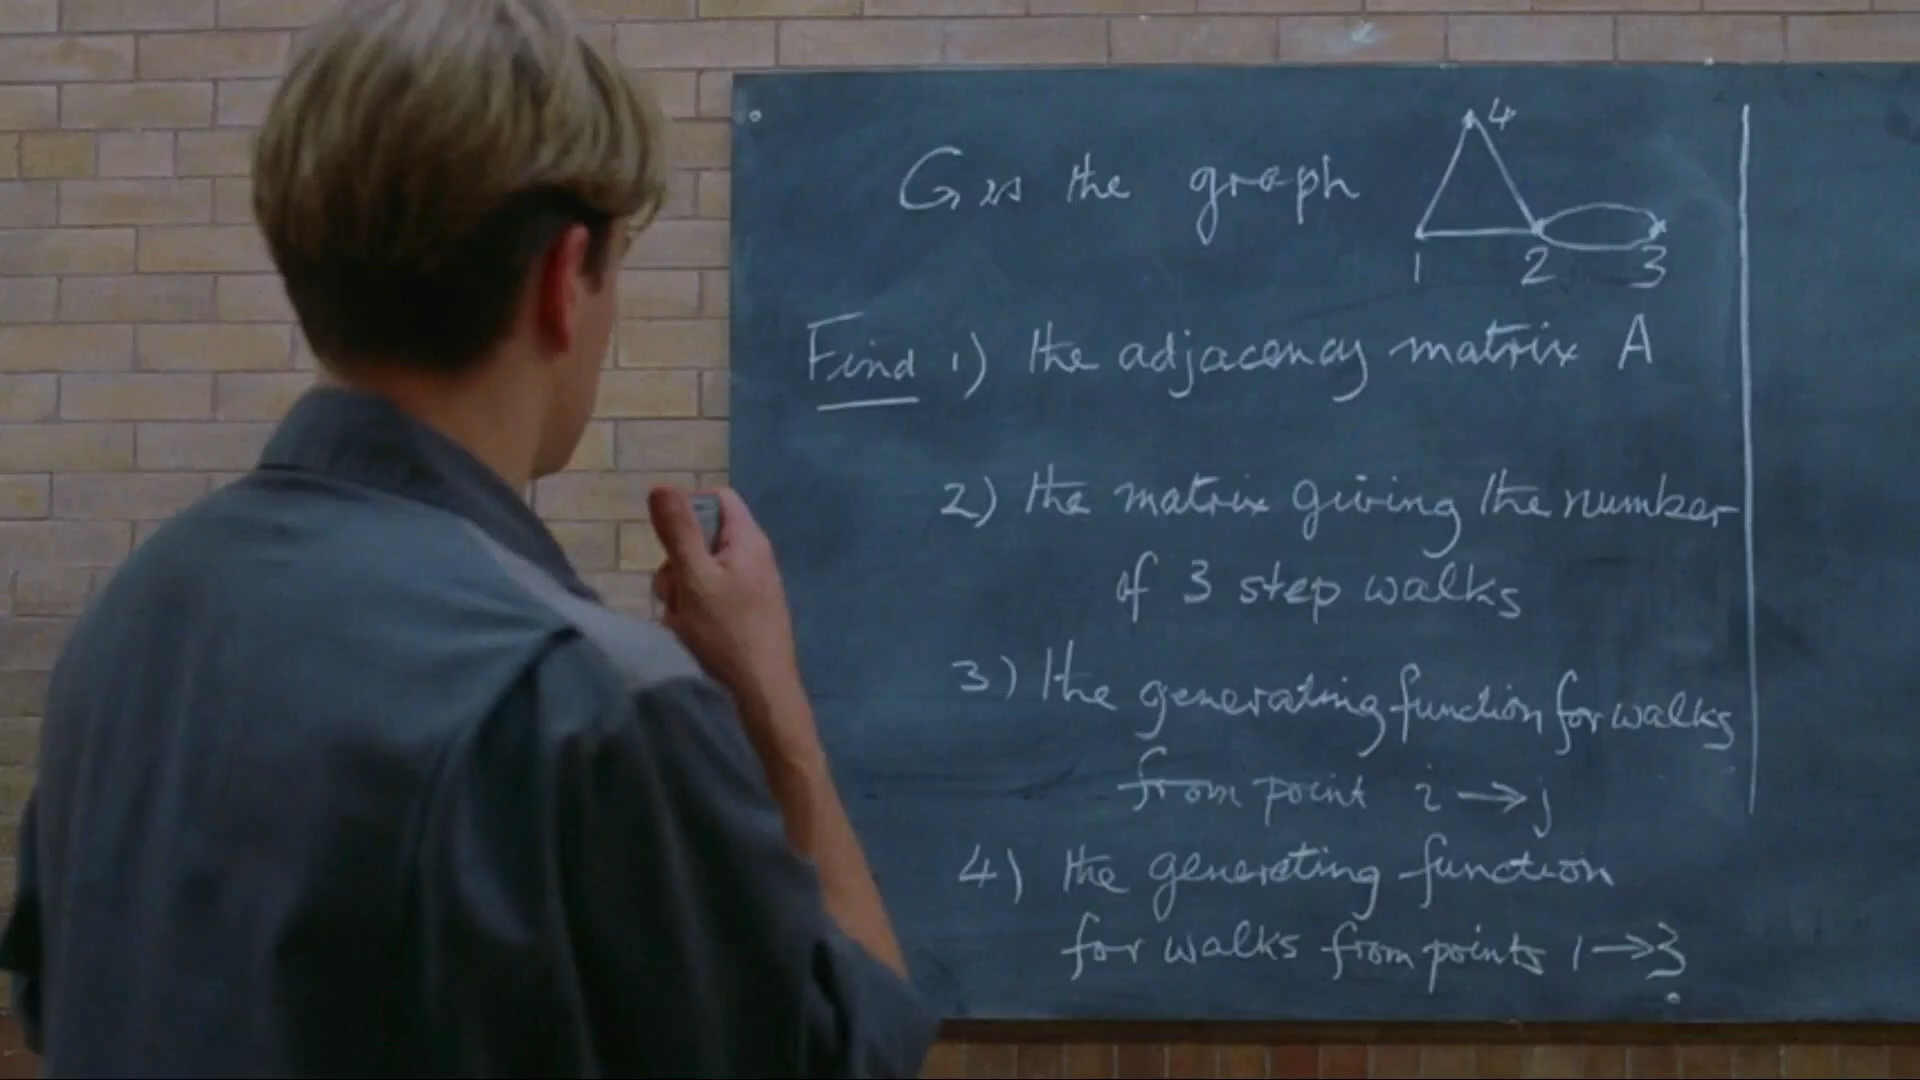 G is the graph
4
1 2 3
Find 1) the adjacency matrix A
2) the matrix giving the number
of 3 step walks
3) the generating function for walks
from point i → j
4) the generating function
for walks from points 1 → 3